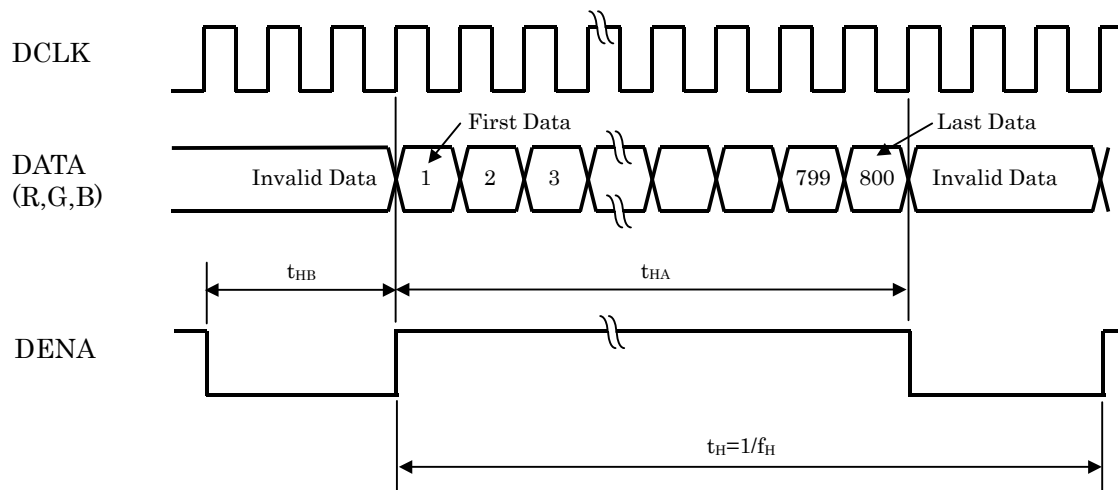 DCLK
First Data
Last Data
DATA
(R,G,B)
Invalid Data 1 2 3 799 800 Invalid Data
tHB
tHA
DENA
tH=1/fH